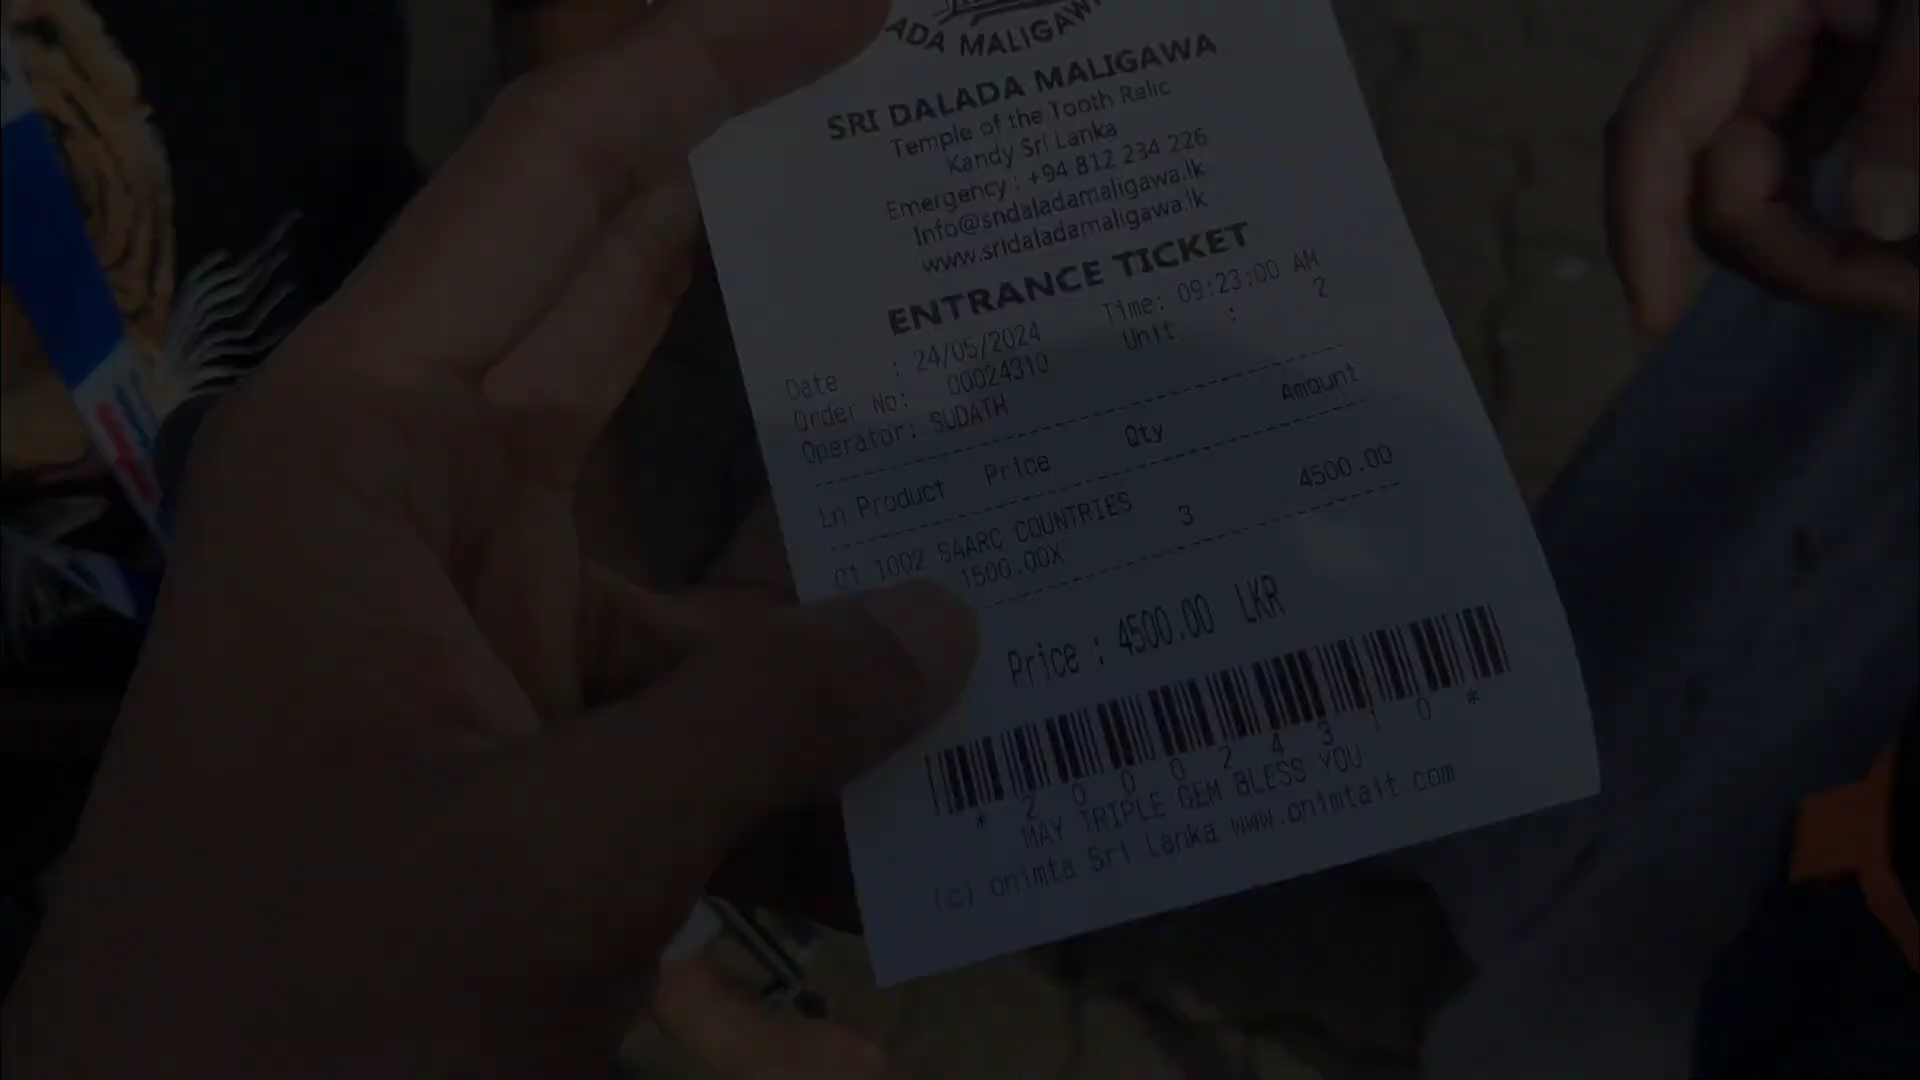 ADA MALIGAW
SRI DALADA MALIGAWA
Temple of the Tooth Relic
Kandy Sri Lanka
Emergency : +94 812 234 226
Info@sridaladamaligawa.lk
www.sridaladamaligawa.lk
ENTRANCE TICKET
Date : 24/05/2024 Time: 09:23:00 AM
Order No: 00024310 Unit : 2
Operator: SUDATH
Ln Product Price Qty Amount
01 1002 SAARC COUNTRIES
1500.00X 3 4500.00
Price : 4500.00 LKR
* 2 0 0 0 2 4 3 1 0 *
MAY TRIPLE GEM BLESS YOU
(c) onimta Sri Lanka www.onimtait com